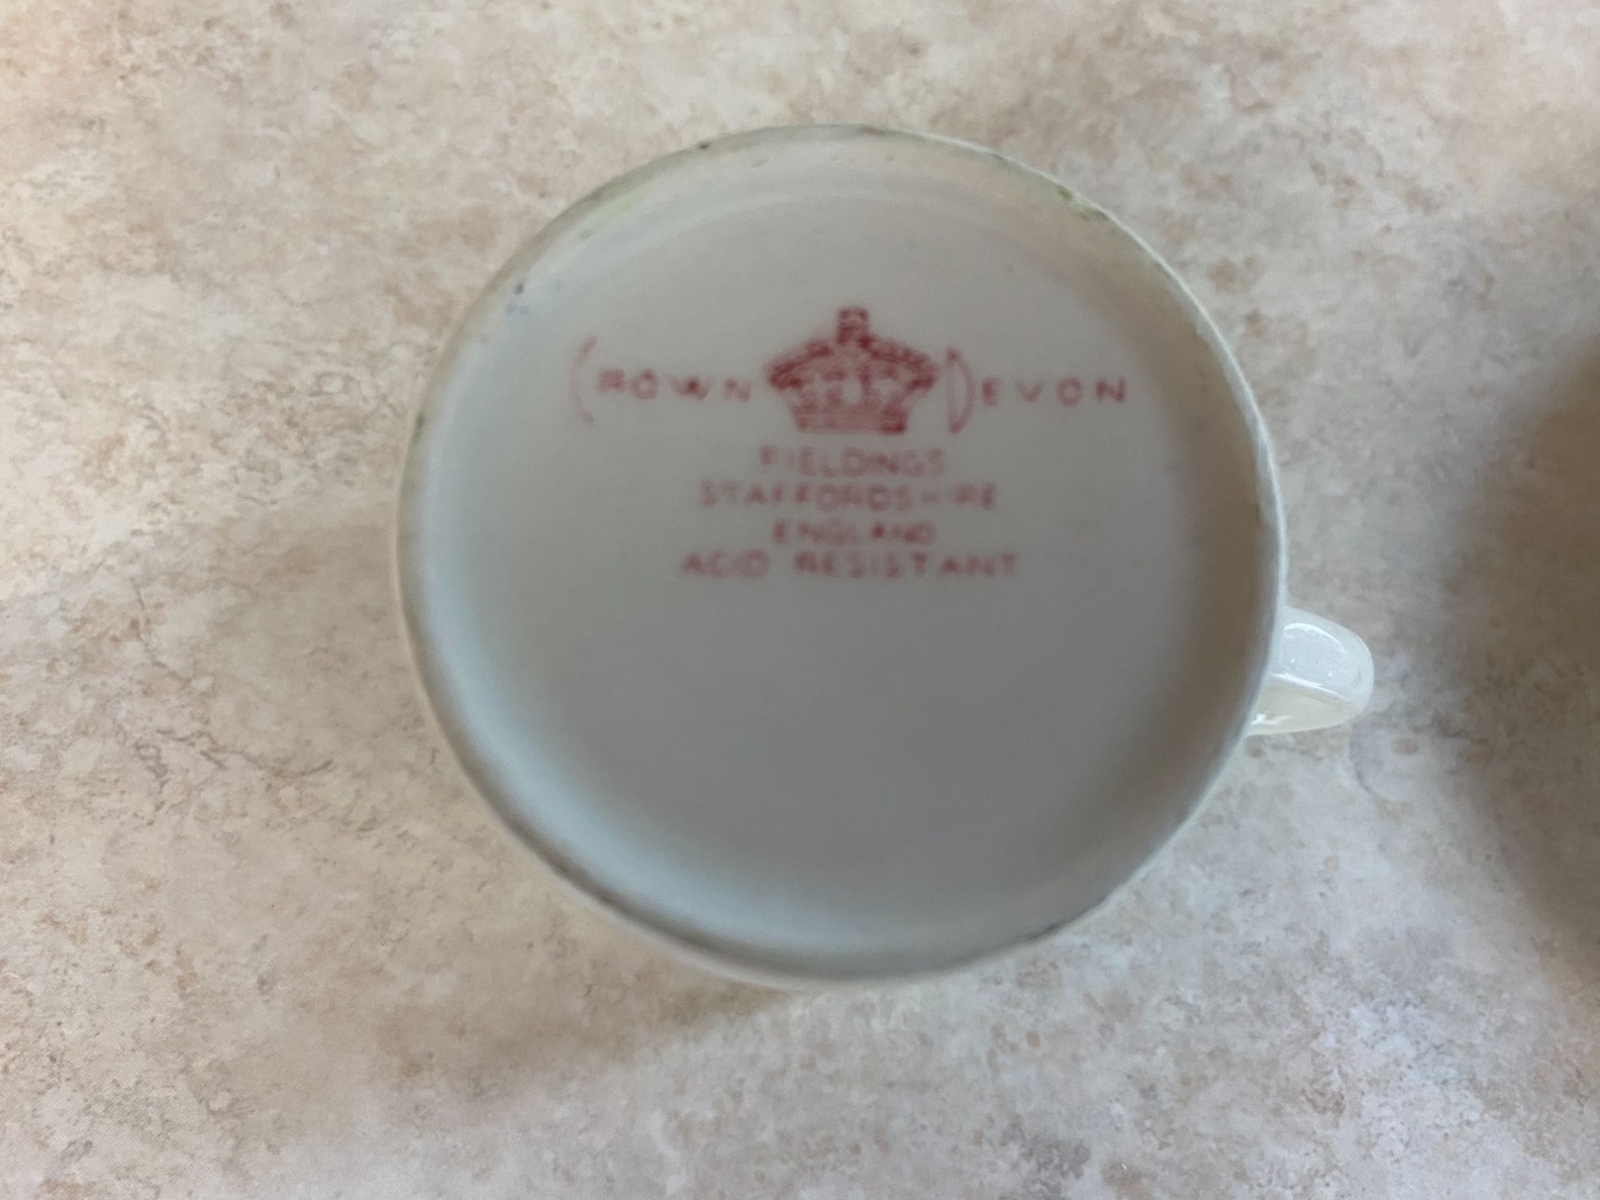 CROWN DEVON
FIELDINGS
STAFFORDSHIRE
ENGLAND
ACID RESISTANT